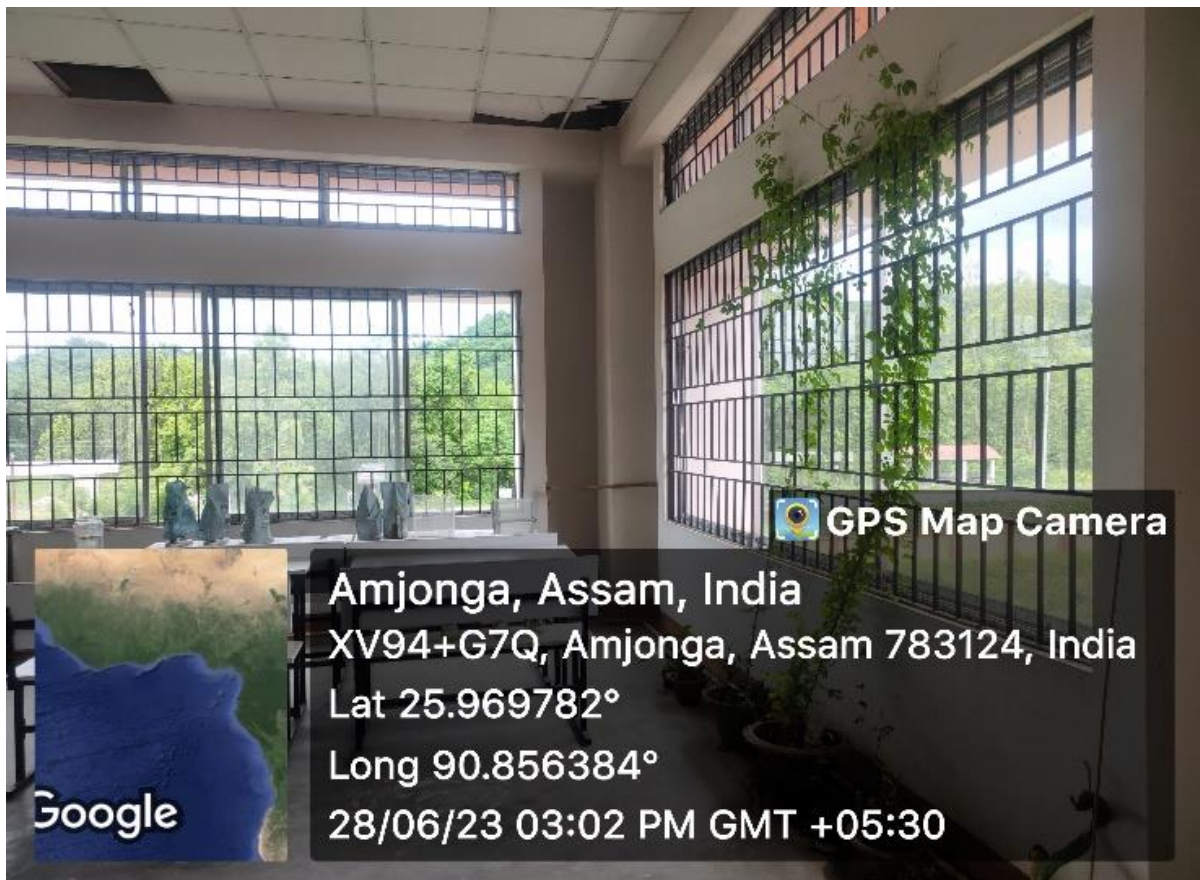 GPS Map Camera
Amjonga, Assam, India
XV94+G7Q, Amjonga, Assam 783124, India
Lat 25.969782°
Long 90.856384°
28/06/23 03:02 PM GMT +05:30
Google